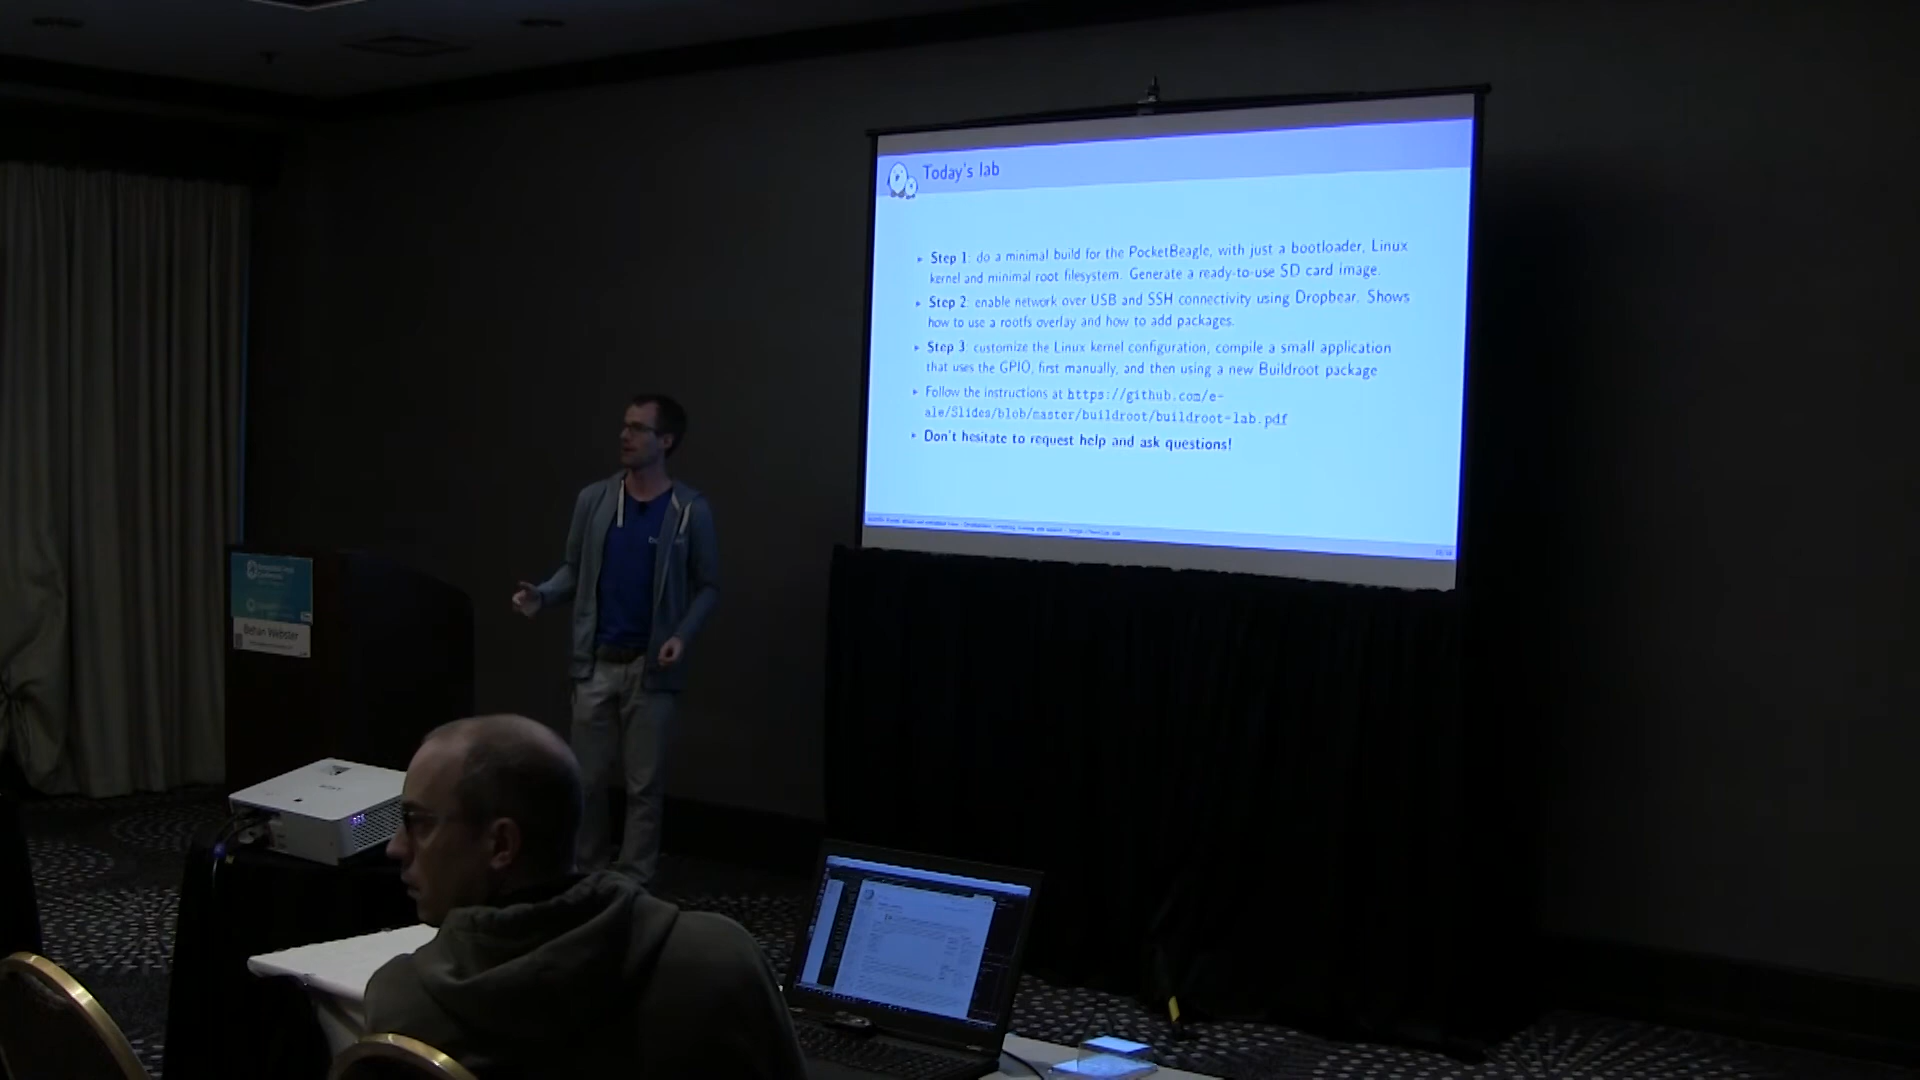 Today's lab
▸ Step 1: do a minimal build for the PocketBeagle, with just a bootloader, Linux
kernel and minimal root filesystem. Generate a ready-to-use SD card image.
▸ Step 2: enable network over USB and SSH connectivity using Dropbear. Shows
how to use a rootfs overlay and how to add packages.
▸ Step 3: customize the Linux kernel configuration, compile a small application
that uses the GPIO, first manually, and then using a new Buildroot package
▸ Follow the instructions at https://github.com/e-
ale/Slides/blob/master/buildroot/buildroot-lab.pdf
▸ Don't hesitate to request help and ask questions!
Behan Webster